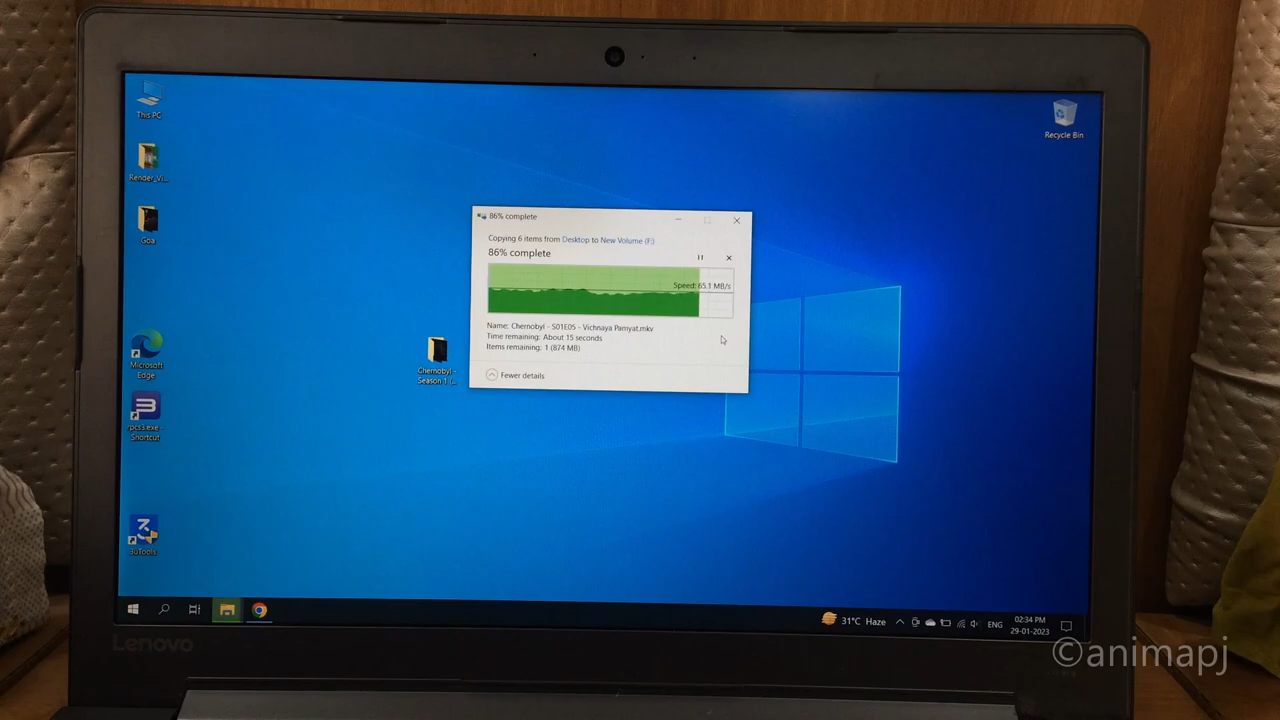 This PC
Recycle Bin
Render_Vi...
Goa
86% complete
Copying 6 items from Desktop to New Volume (F:)
86% complete
Speed: 65.1 MB/s
Name: Chernobyl - S01E05 - Vichnaya Pamyat.mkv
Time remaining: About 15 seconds
Items remaining: 1 (874 MB)
Fewer details
Chernobyl -
Season 1 (...
Microsoft
Edge
rpcs3.exe -
Shortcut
3uTools
31°C Haze
ENG
02:34 PM
29-01-2023
Lenovo
©animapj